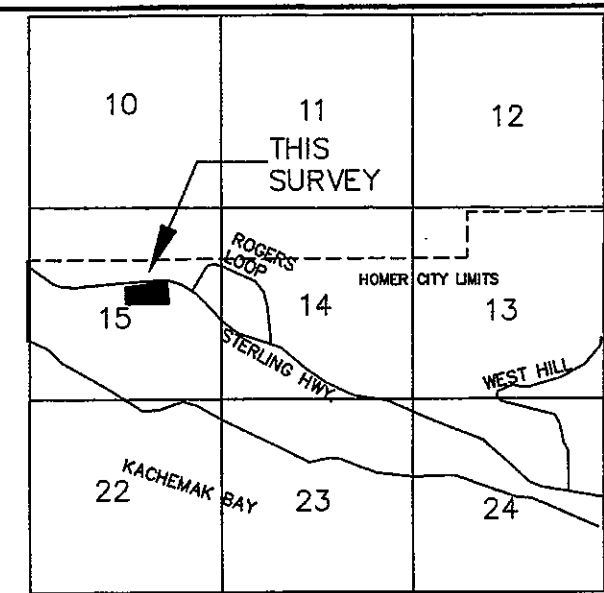 10
11
12
THIS
SURVEY
ROGERS
LOOP
HOMER CITY LIMITS
15
14
13
STERLING HWY.
WEST HILL
KACHEMAK BAY
22
23
24